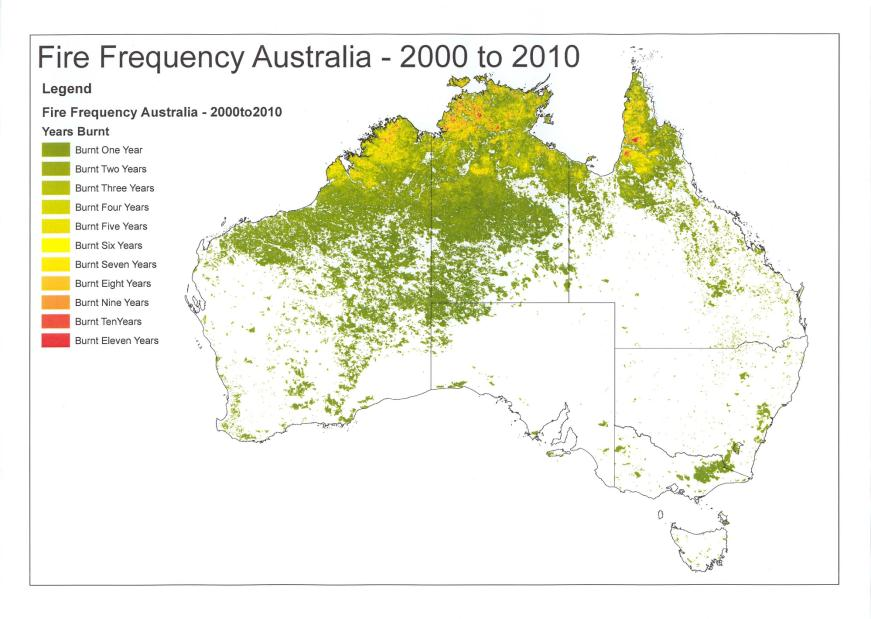 Fire Frequency Australia - 2000 to 2010
Legend
Fire Frequency Australia - 2000to2010
Years Burnt
Burnt One Year
Burnt Two Years
Burnt Three Years
Burnt Four Years
Burnt Five Years
Burnt Six Years
Burnt Seven Years
Burnt Eight Years
Burnt Nine Years
Burnt TenYears
Burnt Eleven Years